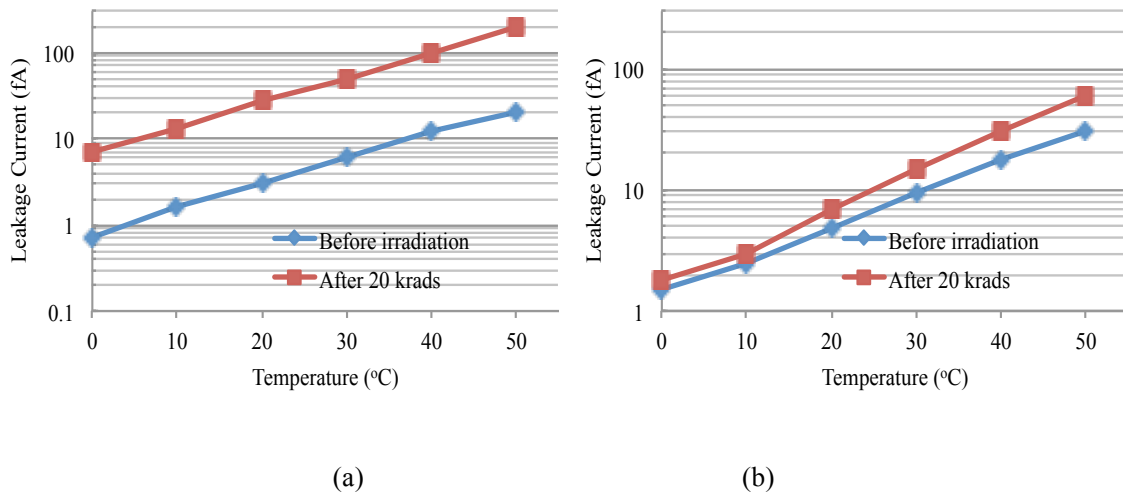 Leakage Current (fA)
100
10
1
0.1
0 10 20 30 40 50
Temperature (oC)
Before irradiation
After 20 krads
(a)
Leakage Current (fA)
100
10
1
0 10 20 30 40 50
Temperature (oC)
Before irradiation
After 20 krads
(b)